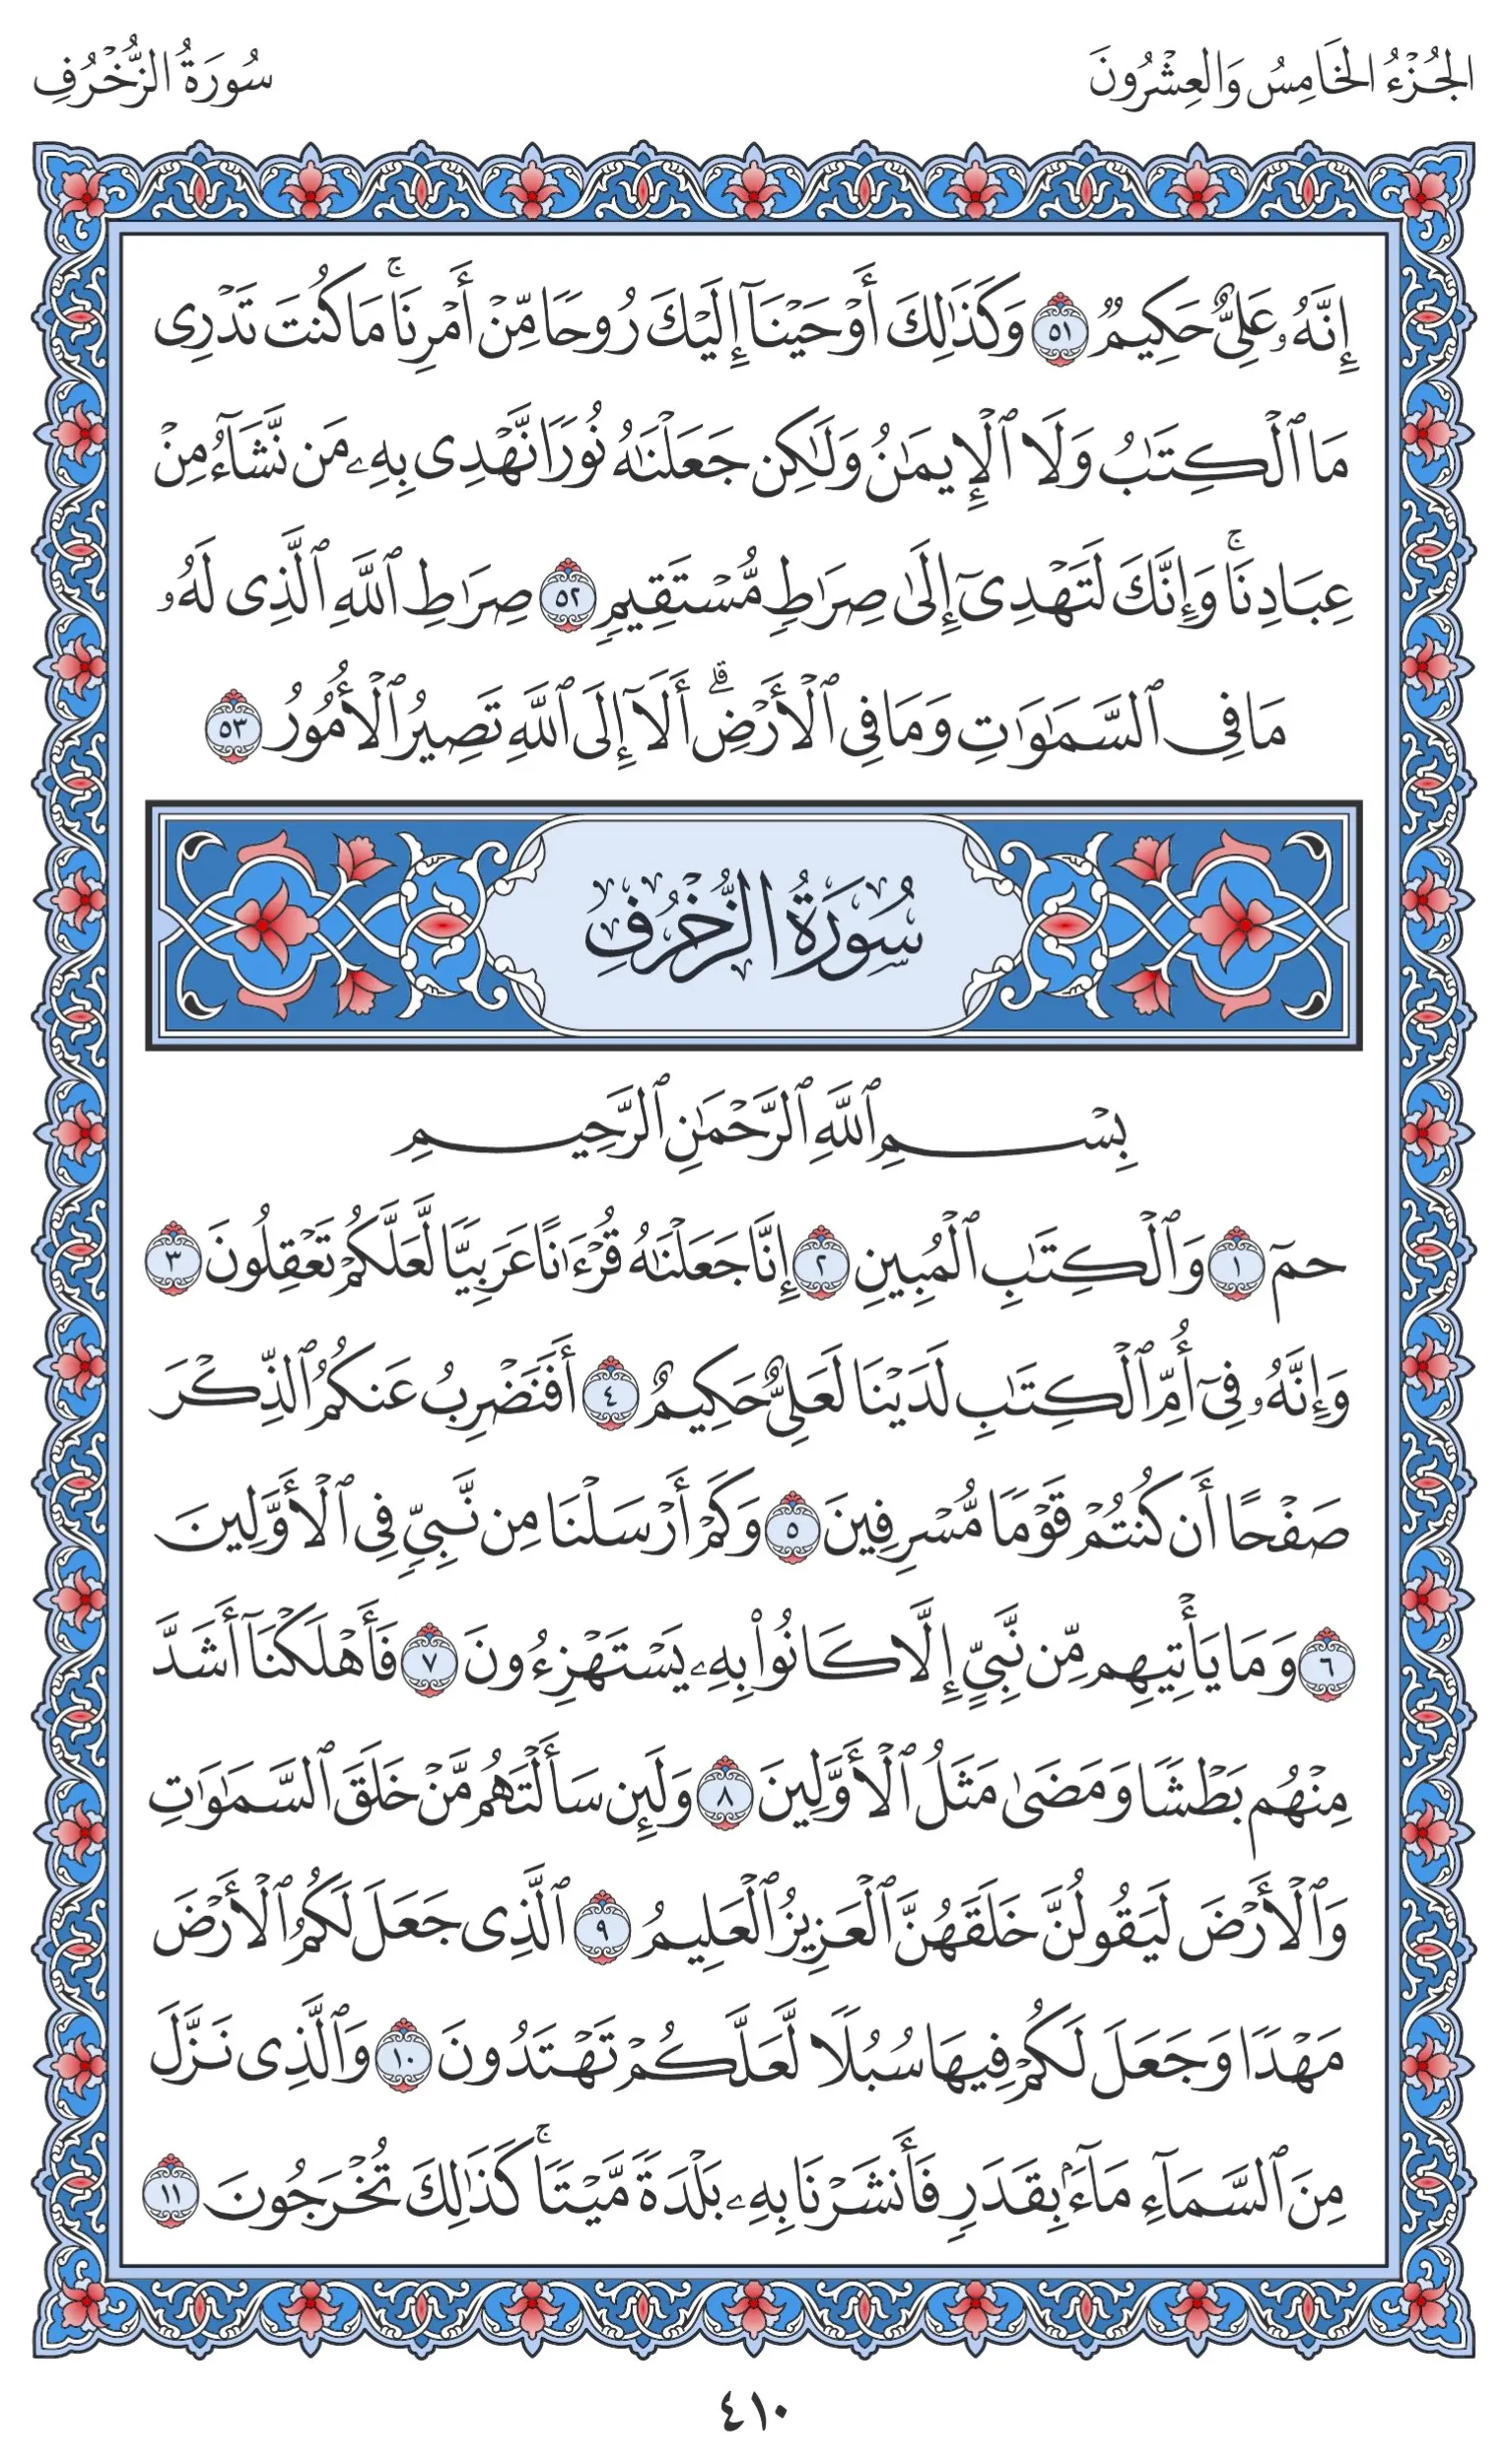 الجُزْءُ الخَامِسُ وَالعِشْرُونَ
سُورَةُ الزُّخْرُفِ
إِنَّهُۥ عَلِىٌّ حَكِيمٌ ٥١ وَكَذَٰلِكَ أَوْحَيْنَآ إِلَيْكَ رُوحًا مِّنْ أَمْرِنَا ۚ مَا كُنتَ تَدْرِى
مَا ٱلْكِتَـٰبُ وَلَا ٱلْإِيمَـٰنُ وَلَـٰكِن جَعَلْنَـٰهُ نُورًا نَّهْدِى بِهِۦ مَن نَّشَآءُ مِنْ
عِبَادِنَا ۚ وَإِنَّكَ لَتَهْدِىٓ إِلَىٰ صِرَٰطٍ مُّسْتَقِيمٍ ٥٢ صِرَٰطِ ٱللَّهِ ٱلَّذِى لَهُۥ
مَا فِى ٱلسَّمَـٰوَٰتِ وَمَا فِى ٱلْأَرْضِ ۗ أَلَآ إِلَى ٱللَّهِ تَصِيرُ ٱلْأُمُورُ ٥٣
سُورَةُ الزُّخْرُفِ
بِسْمِ ٱللَّهِ ٱلرَّحْمَـٰنِ ٱلرَّحِيمِ
حمٓ ١ وَٱلْكِتَـٰبِ ٱلْمُبِينِ ٢ إِنَّا جَعَلْنَـٰهُ قُرْءَٰنًا عَرَبِيًّا لَّعَلَّكُمْ تَعْقِلُونَ ٣
وَإِنَّهُۥ فِىٓ أُمِّ ٱلْكِتَـٰبِ لَدَيْنَا لَعَلِىٌّ حَكِيمٌ ٤ أَفَنَضْرِبُ عَنكُمُ ٱلذِّكْرَ
صَفْحًا أَن كُنتُمْ قَوْمًا مُّسْرِفِينَ ٥ وَكَمْ أَرْسَلْنَا مِن نَّبِىٍّ فِى ٱلْأَوَّلِينَ
٦ وَمَا يَأْتِيهِم مِّن نَّبِىٍّ إِلَّا كَانُوا۟ بِهِۦ يَسْتَهْزِءُونَ ٧ فَأَهْلَكْنَآ أَشَدَّ
مِنْهُم بَطْشًا وَمَضَىٰ مَثَلُ ٱلْأَوَّلِينَ ٨ وَلَئِن سَأَلْتَهُم مَّنْ خَلَقَ ٱلسَّمَـٰوَٰتِ
وَٱلْأَرْضَ لَيَقُولُنَّ خَلَقَهُنَّ ٱلْعَزِيزُ ٱلْعَلِيمُ ٩ ٱلَّذِى جَعَلَ لَكُمُ ٱلْأَرْضَ
مَهْدًا وَجَعَلَ لَكُمْ فِيهَا سُبُلًا لَّعَلَّكُمْ تَهْتَدُونَ ١٠ وَٱلَّذِى نَزَّلَ
مِنَ ٱلسَّمَآءِ مَآءًۢ بِقَدَرٍ فَأَنشَرْنَا بِهِۦ بَلْدَةً مَّيْتًا ۚ كَذَٰلِكَ تُخْرَجُونَ ١١
٤١٠